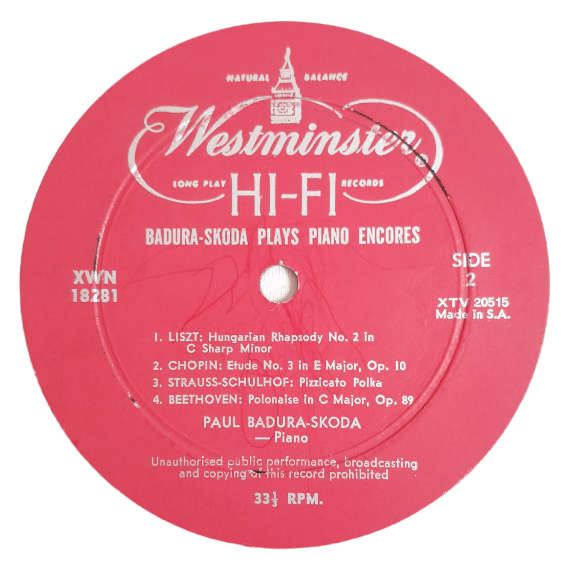 NATURAL BALANCE
Westminster
LONG PLAY RECORDS
HI-FI
BADURA-SKODA PLAYS PIANO ENCORES
XWN
18281
SIDE
2
XTV 20515
Made in S.A.
1. LISZT: Hungarian Rhapsody No. 2 in
C Sharp Minor
2. CHOPIN: Etude No. 3 in E Major, Op. 10
3. STRAUSS-SCHULHOF: Pizzicato Polka
4. BEETHOVEN: Polonaise in C Major, Op. 89
PAUL BADURA-SKODA
— Piano
Unauthorised public performance, broadcasting
and copying of this record prohibited
33⅓ RPM.